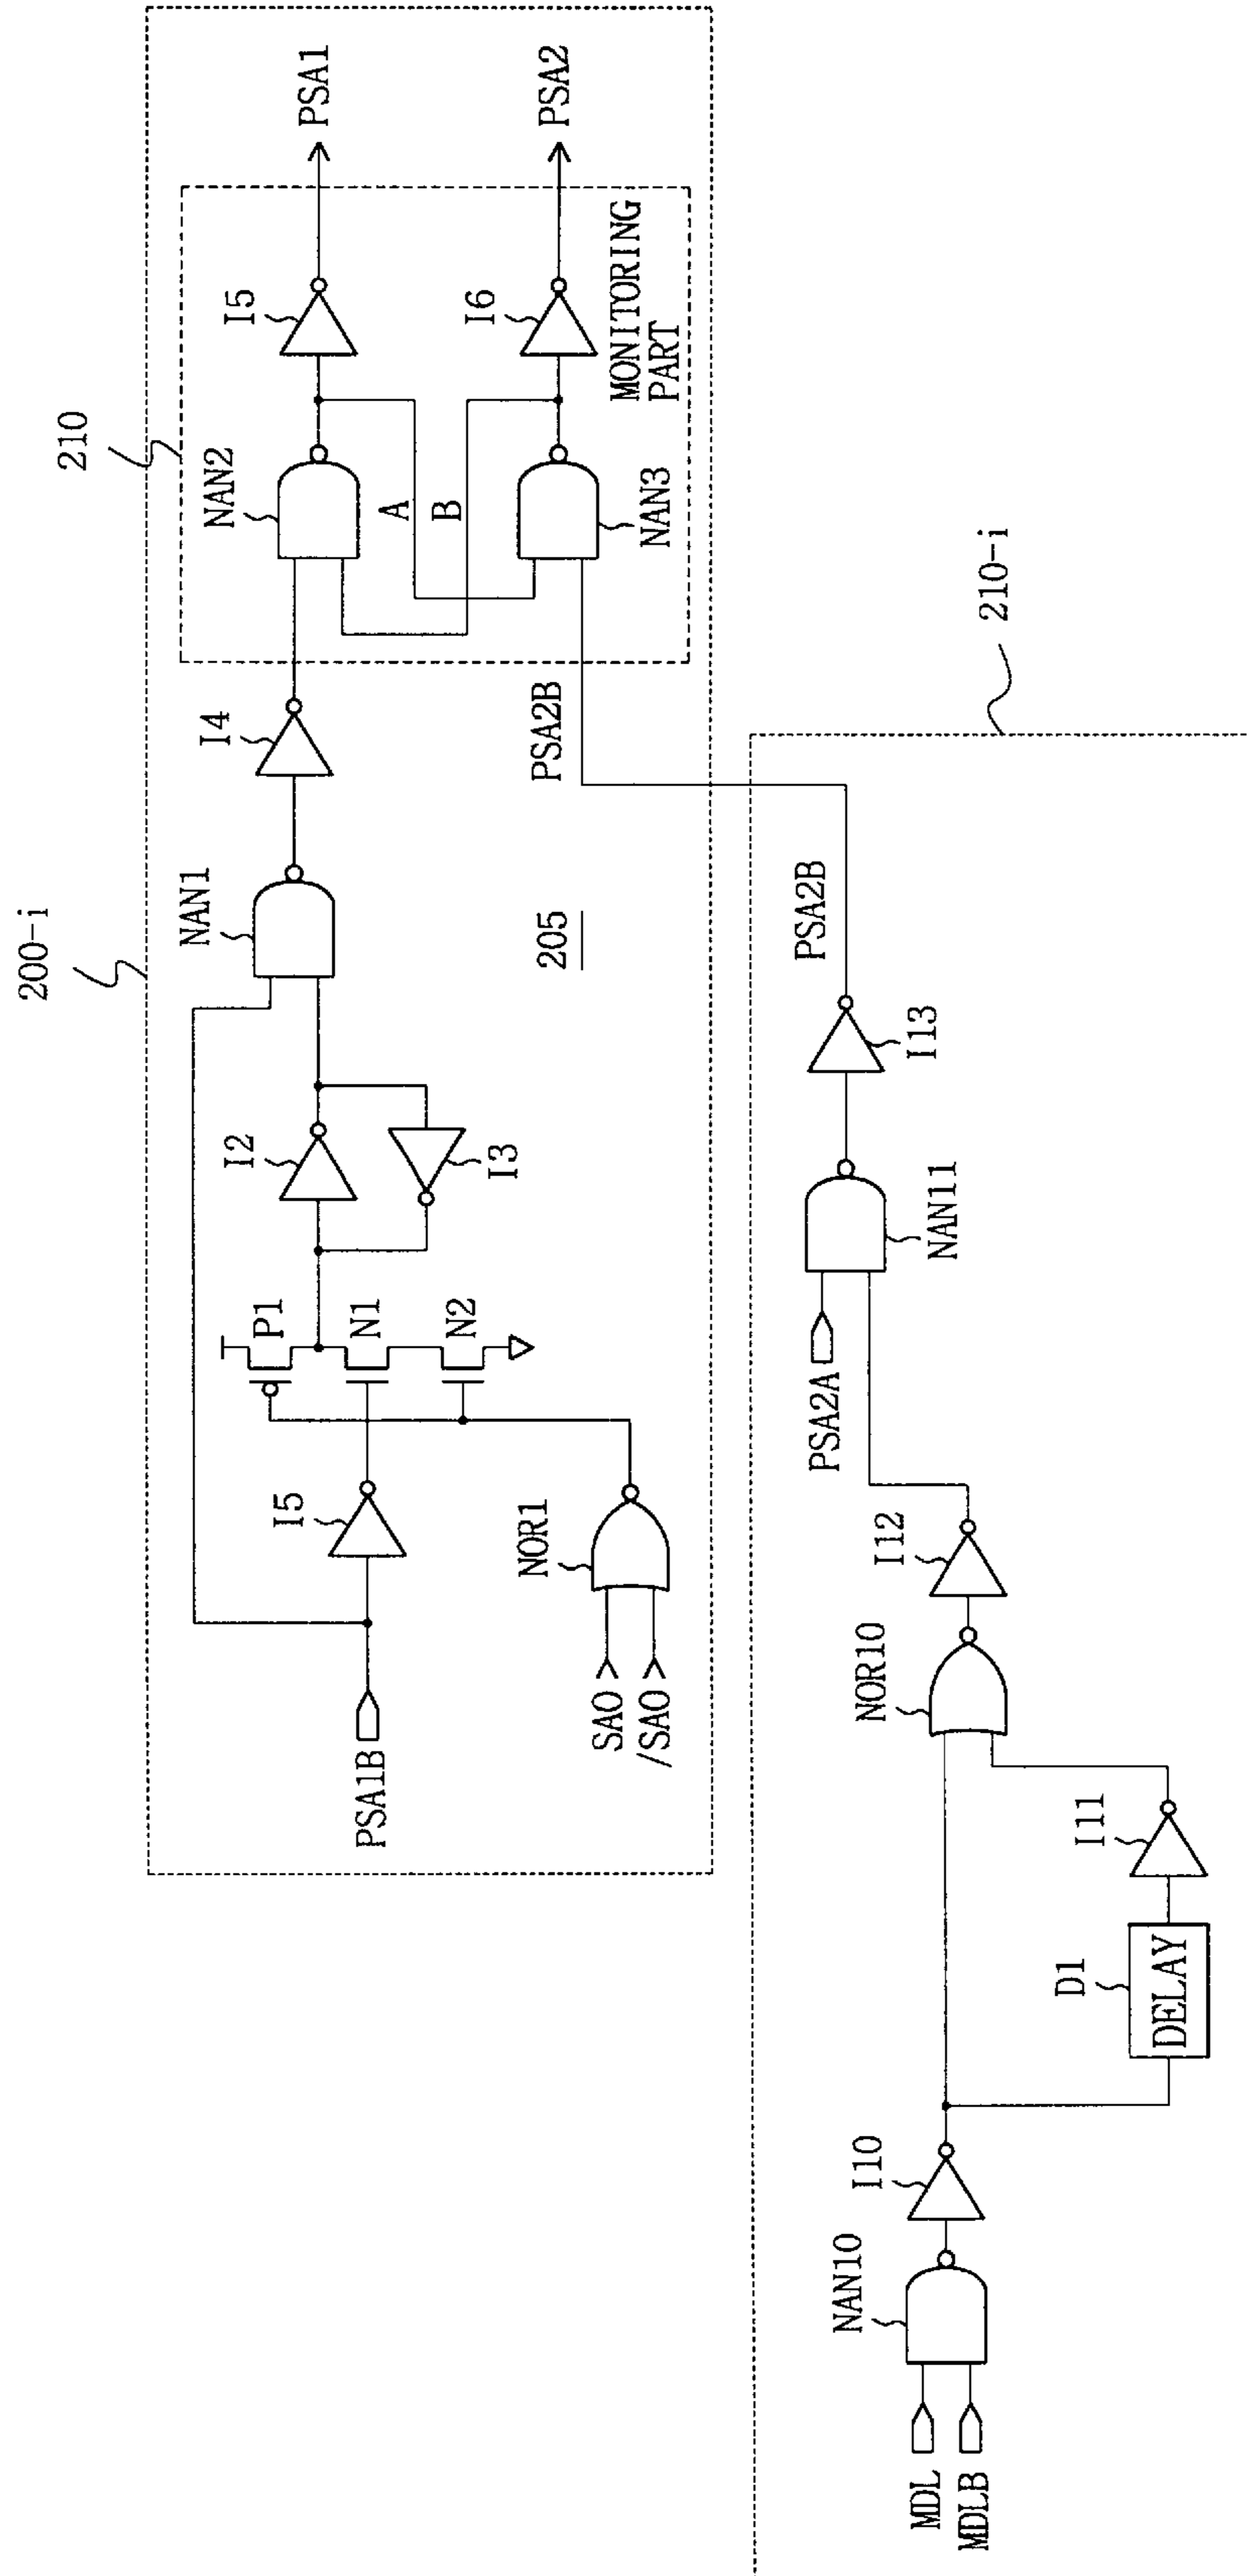 200-i
210
NAN2
I5
PSA1
A
B
NAN3
I6
PSA2
MONITORING
PART
I4
NAN1
PSA2B
205
I2
I3
P1
N1
N2
I5
NOR1
PSA1B
SAO
/SAO
210-i
PSA2B
I13
NAN11
PSA2A
I12
NOR10
I11
D1
DELAY
I10
NAN10
MDL
MDLB